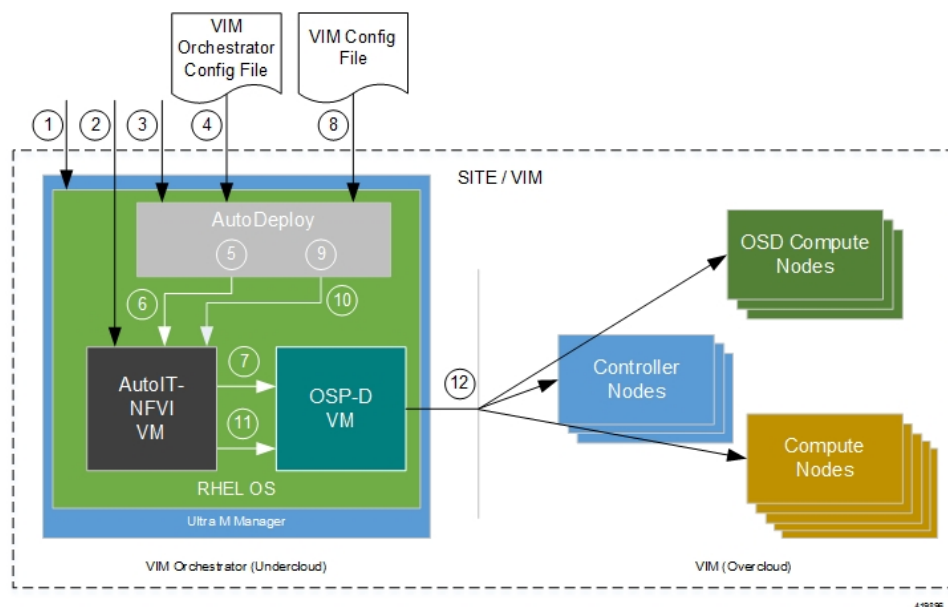 VIM
Orchestrator
Config File
VIM Config
File
1
2
3
4
8
SITE / VIM
AutoDeploy
5
9
6
10
OSD Compute
Nodes
AutoIT-
NFVI
VM
7
11
OSP-D
VM
12
Controller
Nodes
Compute
Nodes
RHEL OS
Ultra M Manager
VIM Orchestrator (Undercloud)
VIM (Overcloud)